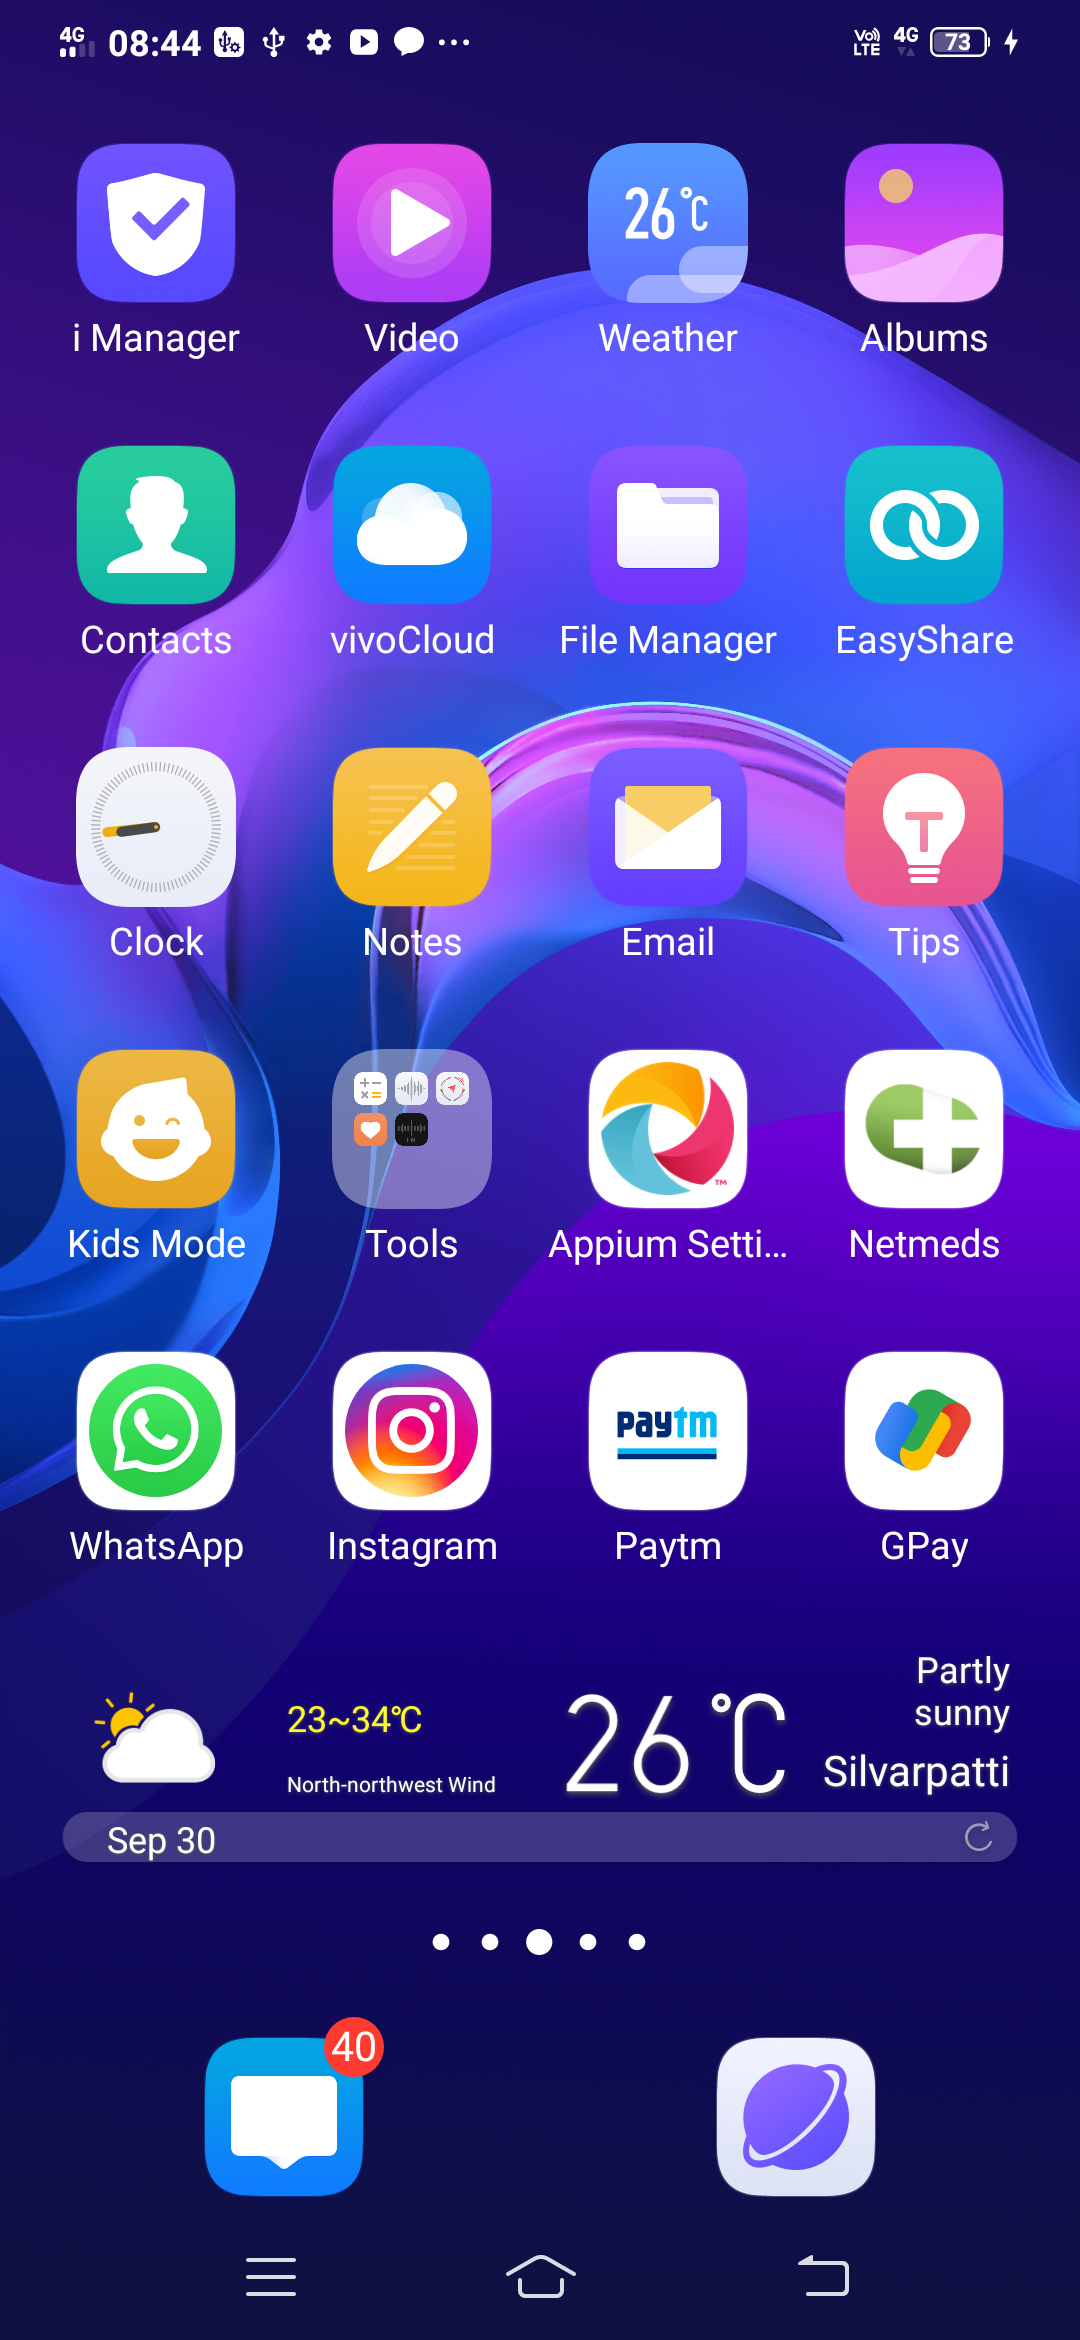 4G 08:44 Vo) LTE 4G 73
26°C
i Manager Video Weather Albums
Contacts vivoCloud File Manager EasyShare
Clock Notes Email Tips
Kids Mode Tools Appium Setti... Netmeds
paytm
WhatsApp Instagram Paytm GPay
Partly
sunny
23~34℃ 26℃
North-northwest Wind Silvarpatti
Sep 30
40